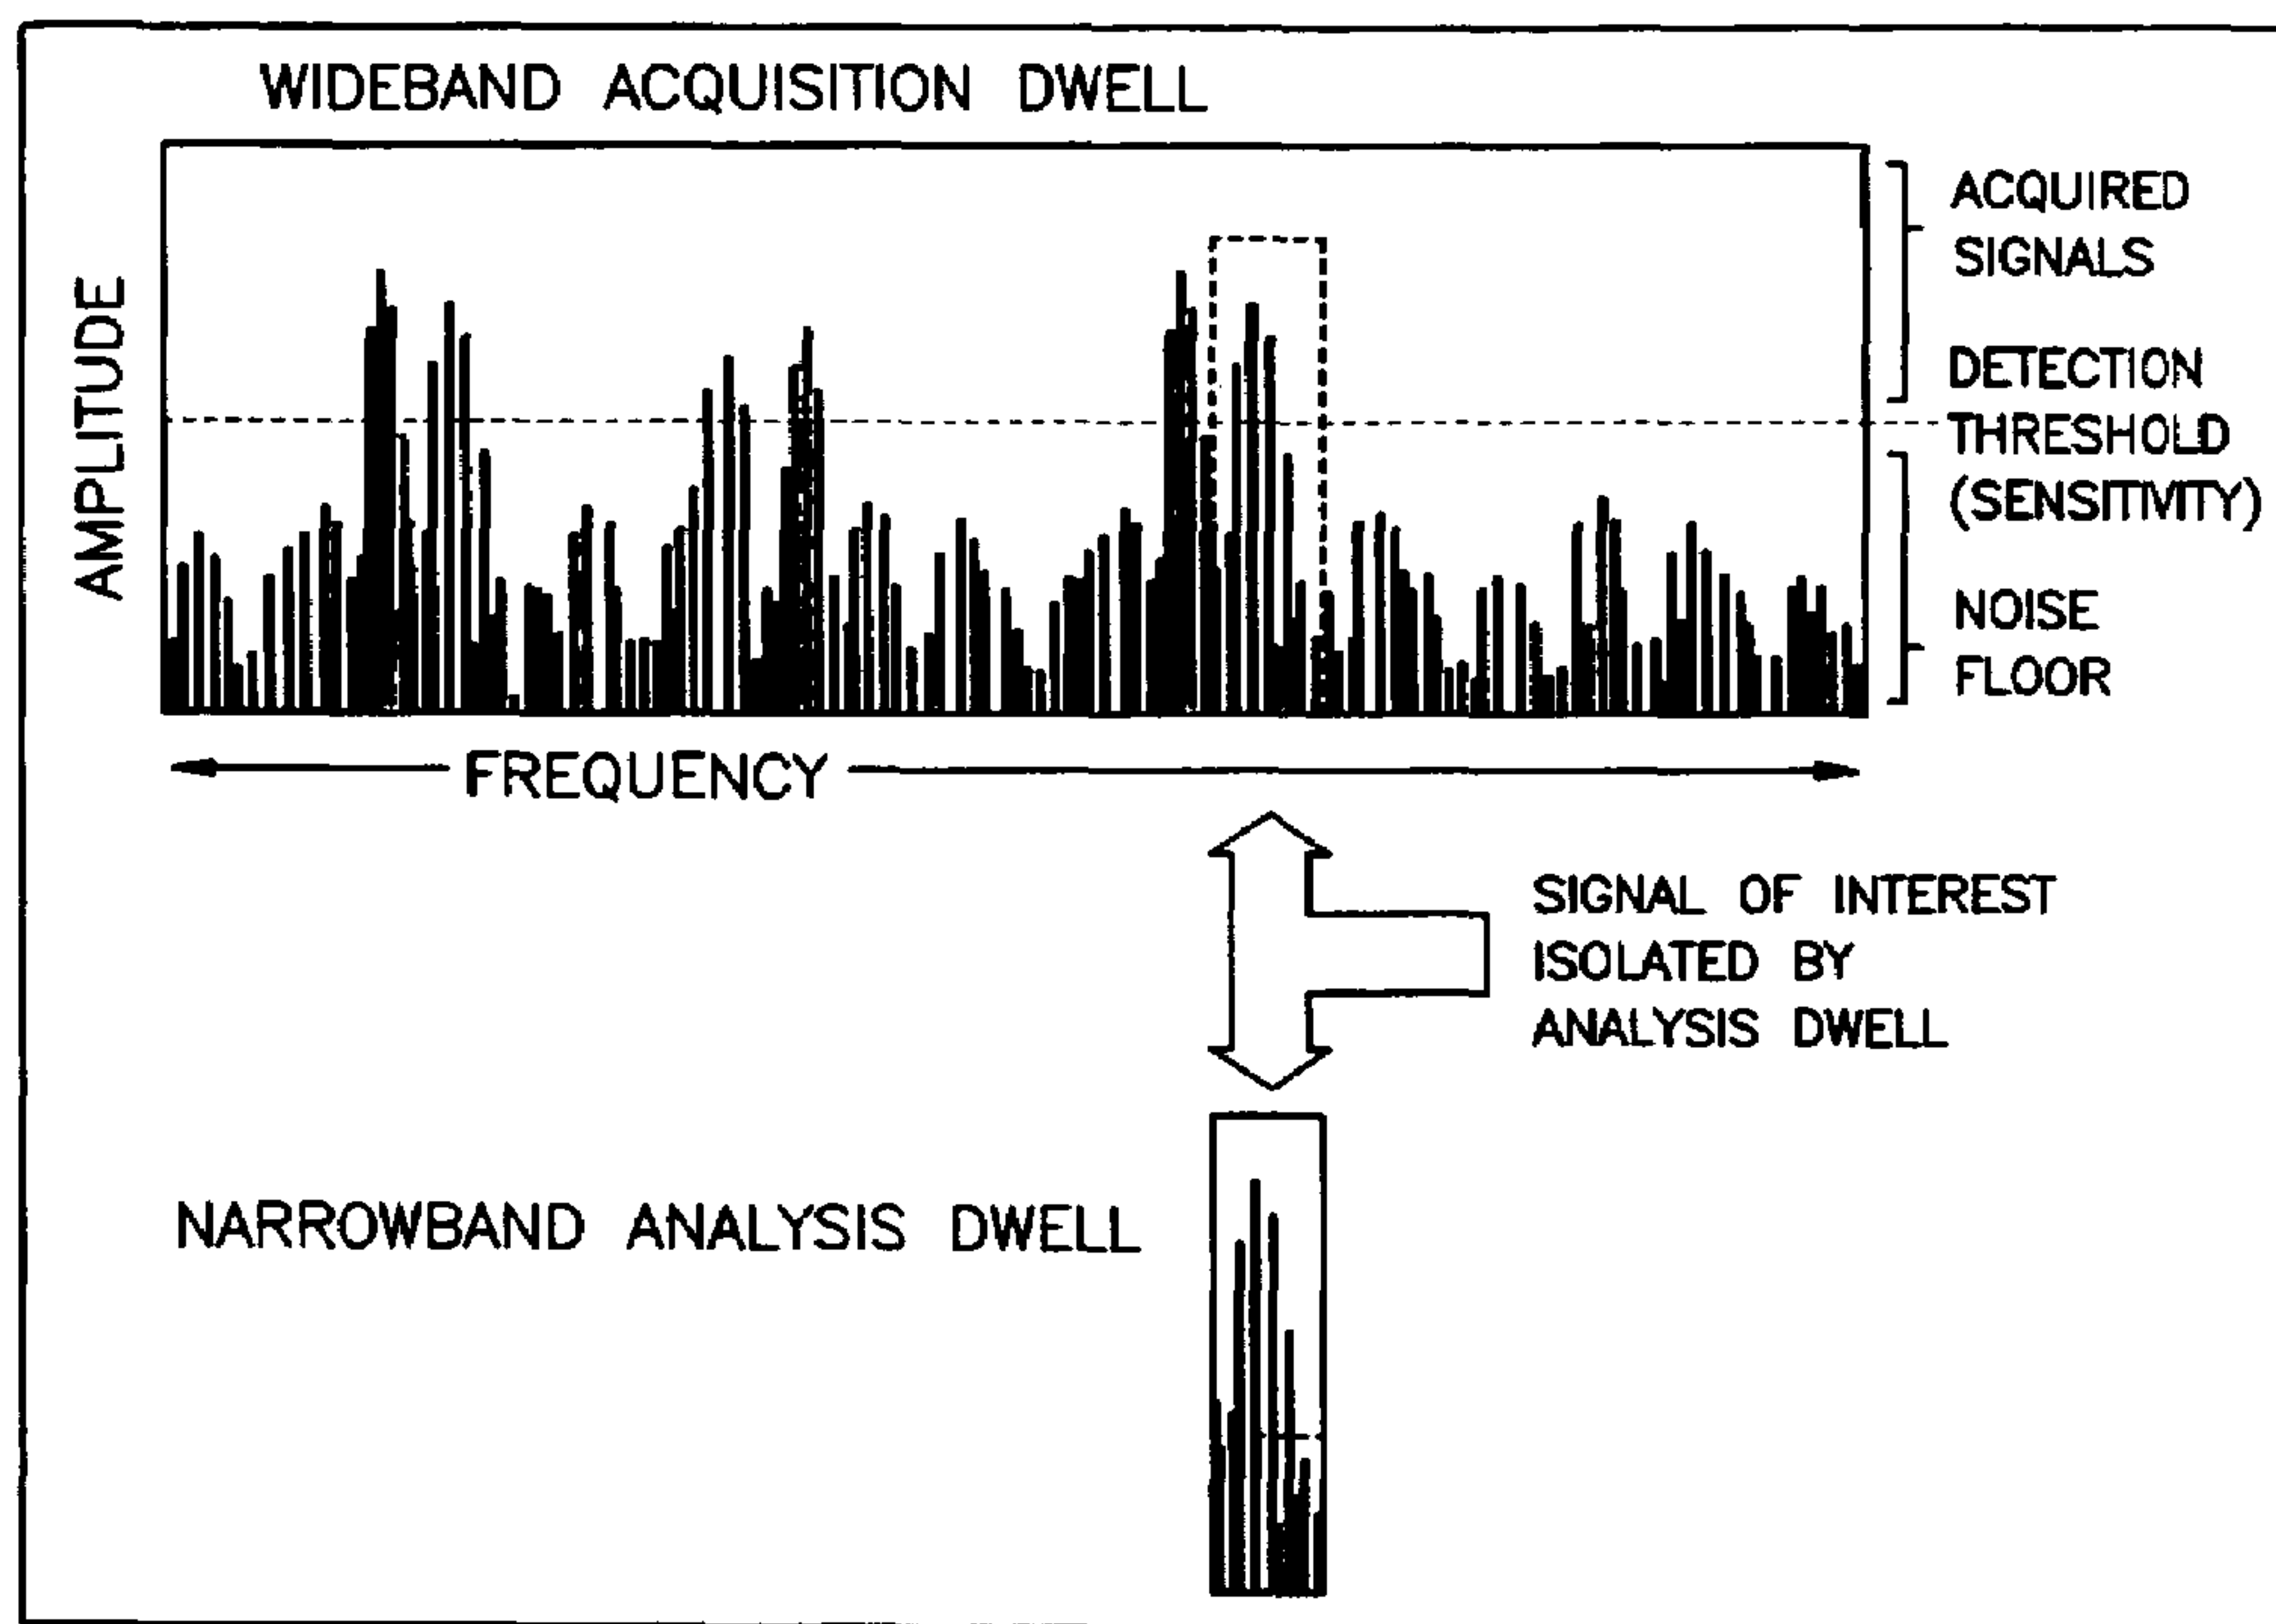 WIDEBAND ACQUISITION DWELL
ACQUIRED
SIGNALS
AMPLITUDE
DETECTION
THRESHOLD
(SENSITIVITY)
NOISE
FLOOR
FREQUENCY
SIGNAL OF INTEREST
ISOLATED BY
ANALYSIS DWELL
NARROWBAND ANALYSIS DWELL